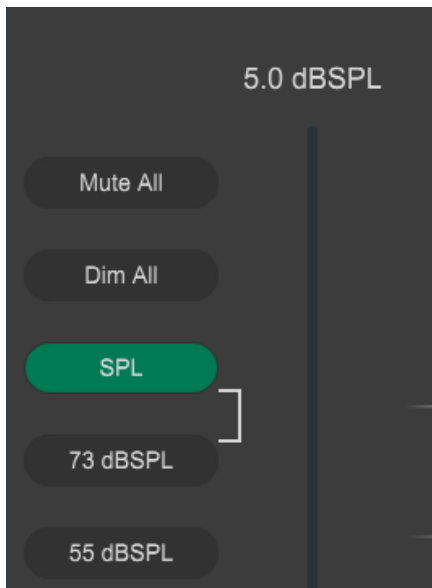 5.0 dBSPL
Mute All
Dim All
SPL
73 dBSPL
55 dBSPL